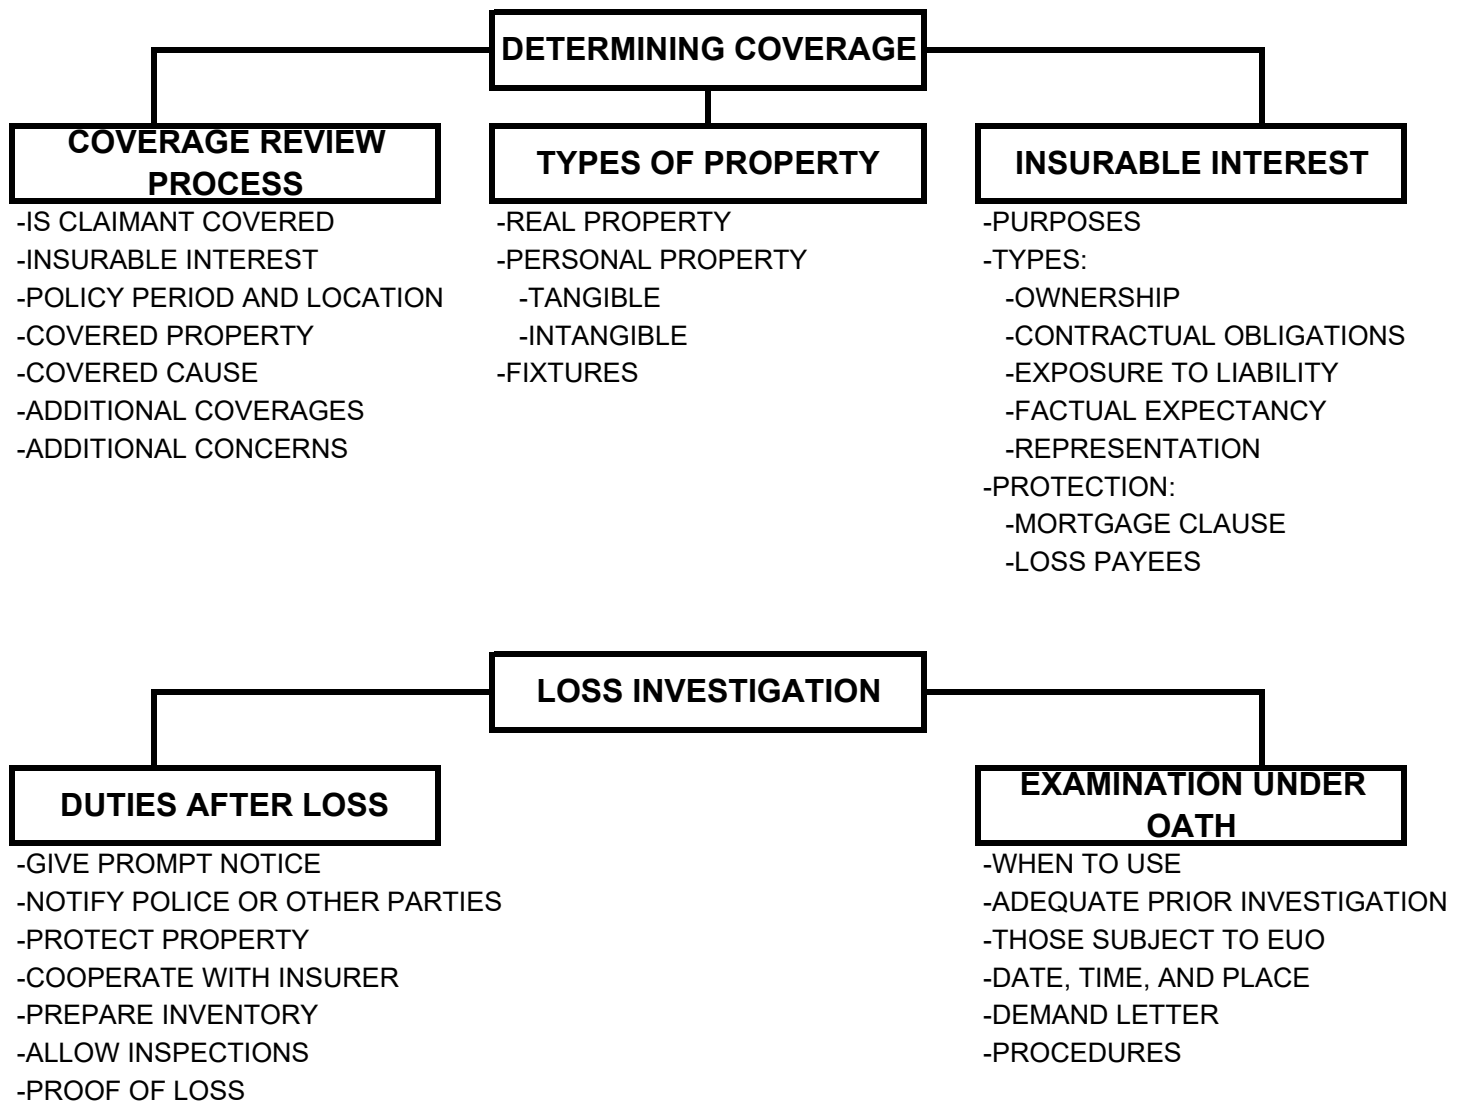 DETERMINING COVERAGE
COVERAGE REVIEW
PROCESS
-IS CLAIMANT COVERED
-INSURABLE INTEREST
-POLICY PERIOD AND LOCATION
-COVERED PROPERTY
-COVERED CAUSE
-ADDITIONAL COVERAGES
-ADDITIONAL CONCERNS
TYPES OF PROPERTY
-REAL PROPERTY
-PERSONAL PROPERTY
-TANGIBLE
-INTANGIBLE
-FIXTURES
INSURABLE INTEREST
-PURPOSES
-TYPES:
-OWNERSHIP
-CONTRACTUAL OBLIGATIONS
-EXPOSURE TO LIABILITY
-FACTUAL EXPECTANCY
-REPRESENTATION
-PROTECTION:
-MORTGAGE CLAUSE
-LOSS PAYEES
LOSS INVESTIGATION
DUTIES AFTER LOSS
-GIVE PROMPT NOTICE
-NOTIFY POLICE OR OTHER PARTIES
-PROTECT PROPERTY
-COOPERATE WITH INSURER
-PREPARE INVENTORY
-ALLOW INSPECTIONS
-PROOF OF LOSS
EXAMINATION UNDER
OATH
-WHEN TO USE
-ADEQUATE PRIOR INVESTIGATION
-THOSE SUBJECT TO EUO
-DATE, TIME, AND PLACE
-DEMAND LETTER
-PROCEDURES